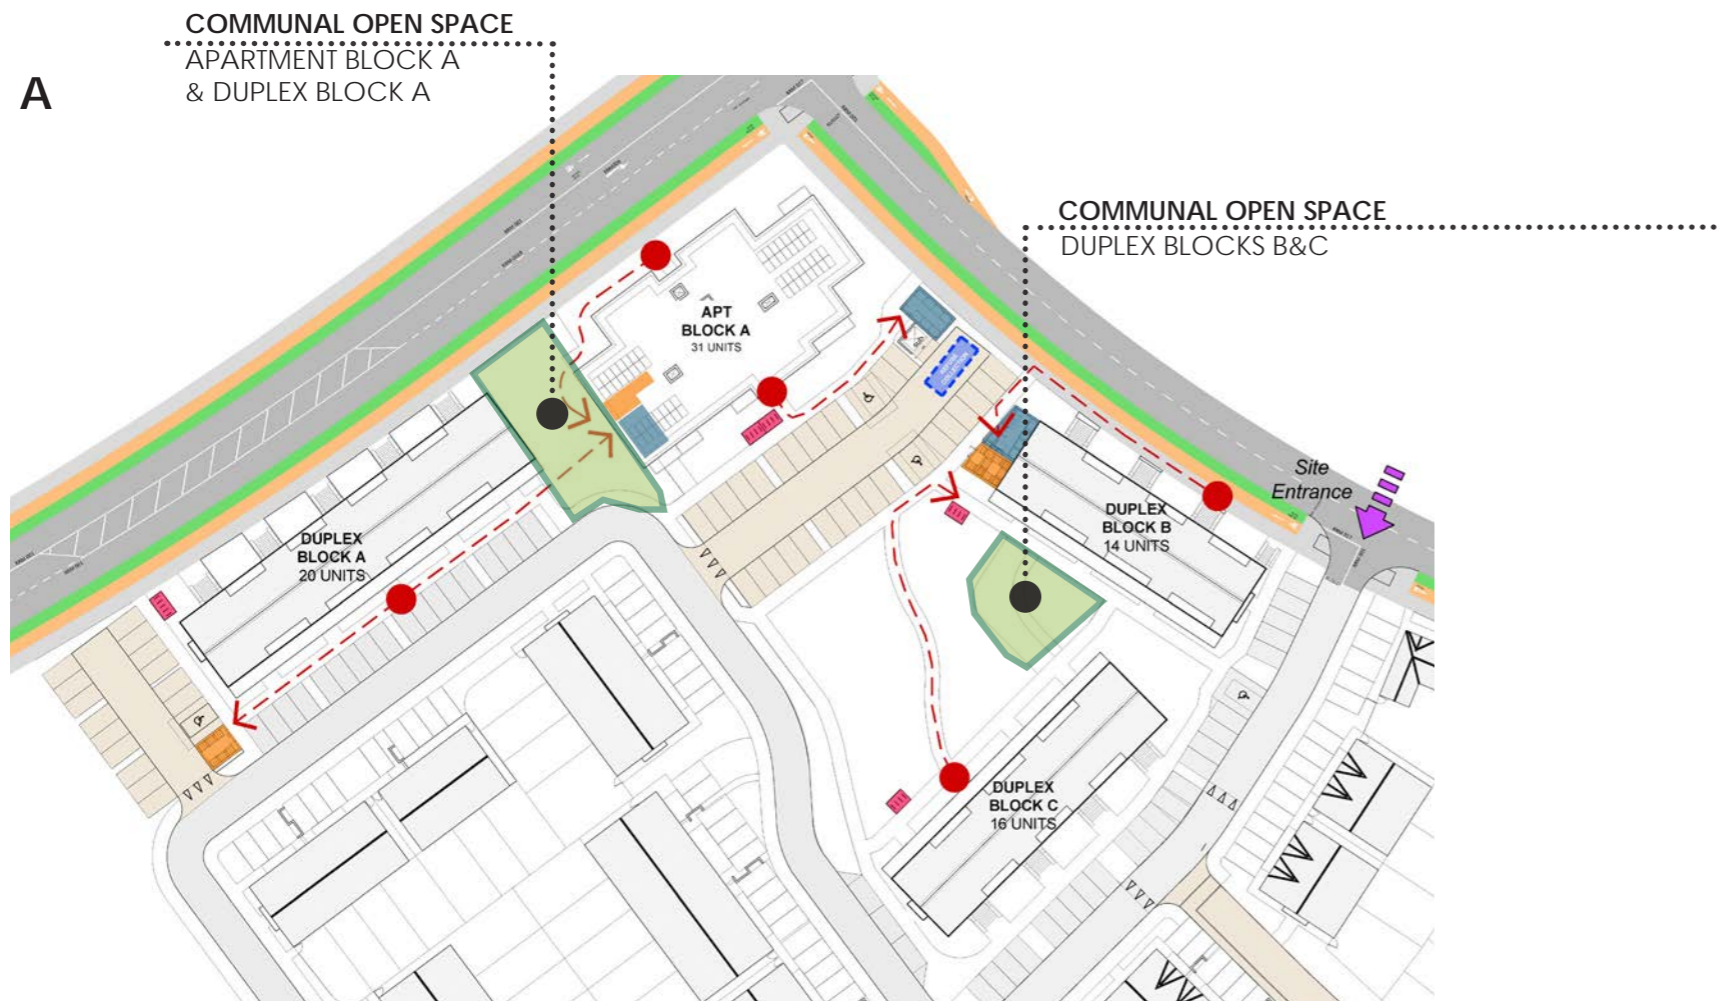 COMMUNAL OPEN SPACE
APARTMENT BLOCK A
& DUPLEX BLOCK A
A
COMMUNAL OPEN SPACE
DUPLEX BLOCKS B&C
APT
BLOCK A
31 UNITS
Site
Entrance
DUPLEX
BLOCK B
14 UNITS
DUPLEX
BLOCK A
20 UNITS
DUPLEX
BLOCK C
16 UNITS